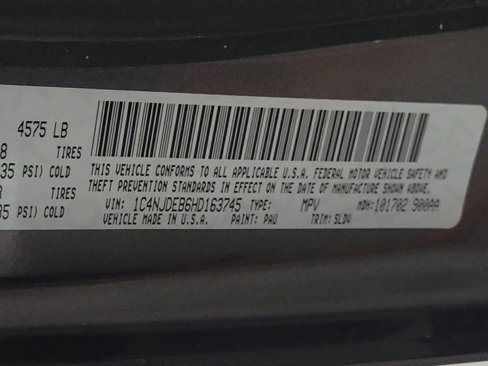 4575 LB
8 TIRES
35 PSI) COLD
TIRES
35 PSI) COLD
THIS VEHICLE CONFORMS TO ALL APPLICABLE U.S.A. FEDERAL MOTOR VEHICLE SAFETY AND
THEFT PREVENTION STANDARDS IN EFFECT ON THE DATE OF MANUFACTURE SHOWN ABOVE.
VIN: 1C4NJDEB6HD163745 TYPE: MPV MDH: 101702 900AA
VEHICLE MADE IN U.S.A. PAINT: PAU TRIM: SLDV